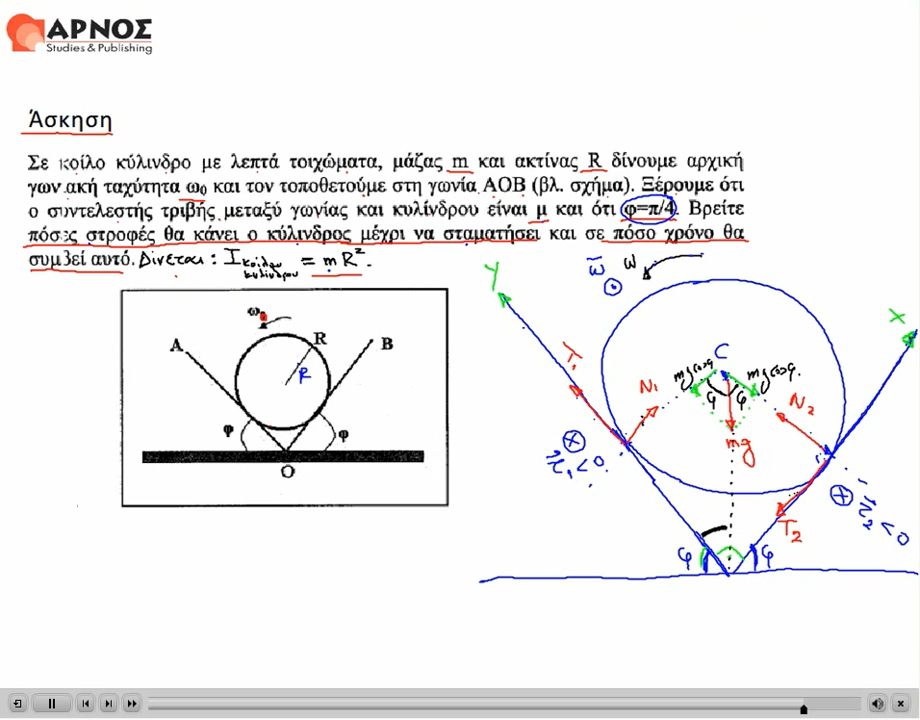 ΑΡΝΟΣ
Studies & Publishing
Άσκηση
Σε κοίλο κύλινδρο με λεπτά τοιχώματα, μάζας m και ακτίνας R δίνουμε αρχική
γωνιακή ταχύτητα ω₀ και τον τοποθετούμε στη γωνία ΑΟΒ (βλ. σχήμα). Ξέρουμε ότι
ο συντελεστής τριβής μεταξύ γωνίας και κυλίνδρου είναι μ και ότι φ=π/4. Βρείτε
πόσες στροφές θα κάνει ο κύλινδρος μέχρι να σταματήσει και σε πόσο χρόνο θα
συμβεί αυτό. Δίνεται: I κοίλου κυλίνδρου = mR².
ω₀
A
R
B
R
φ
φ
O
Y
ω
ω
X
T₁
C
N₁
mgcosφ
mgcosφ.
φ
φ
N₂
mg
τ₁<0
T₂
τ₂<0
φ
φ